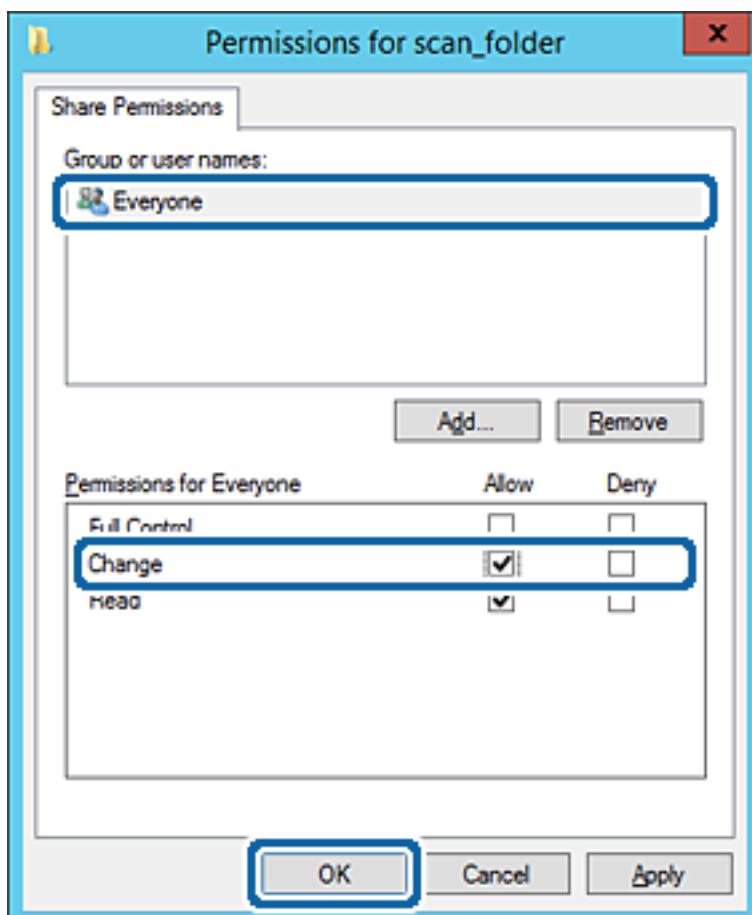 Permissions for scan_folder
x
Share Permissions
Group or user names:
Everyone
Add...
Remove
Permissions for Everyone Allow Deny
Full Control
Change
Read
OK Cancel Apply